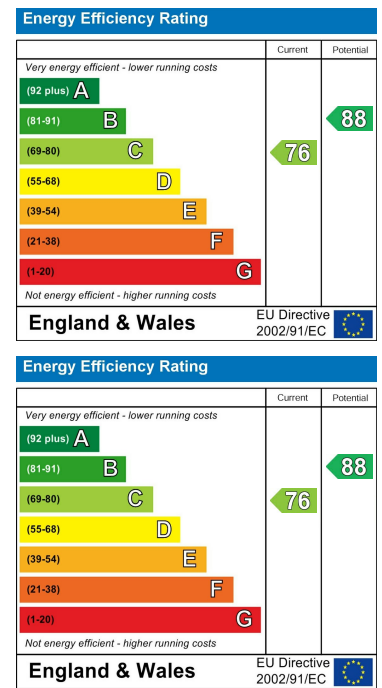 Energy Efficiency Rating
Current Potential
Very energy efficient - lower running costs
(92 plus) A
(81-91) B 88
(69-80) C 76
(55-68) D
(39-54) E
(21-38) F
(1-20) G
Not energy efficient - higher running costs
England & Wales EU Directive 2002/91/EC
Energy Efficiency Rating
Current Potential
Very energy efficient - lower running costs
(92 plus) A
(81-91) B 88
(69-80) C 76
(55-68) D
(39-54) E
(21-38) F
(1-20) G
Not energy efficient - higher running costs
England & Wales EU Directive 2002/91/EC